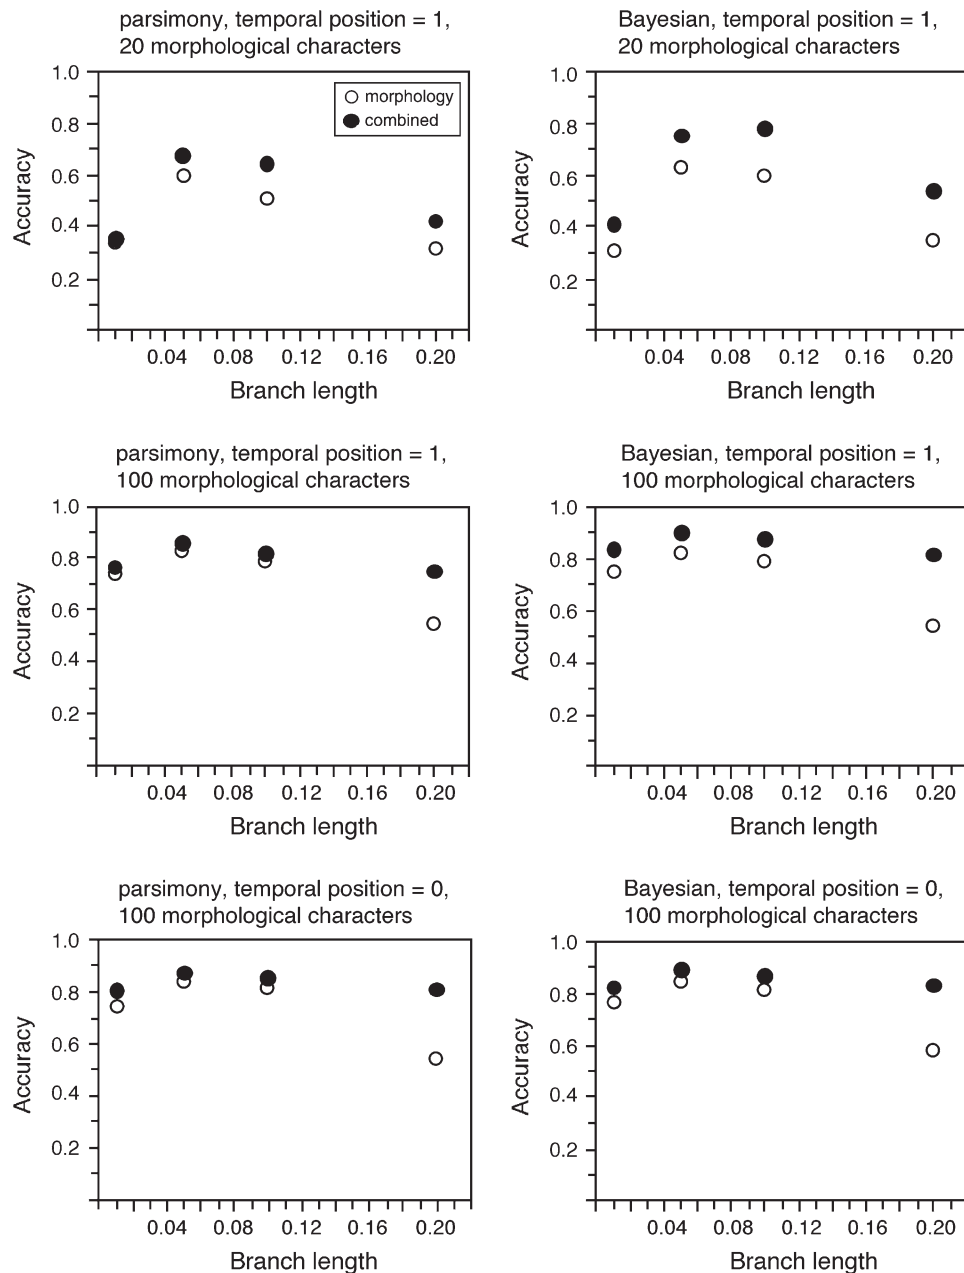 parsimony, temporal position = 1,
20 morphological characters
1.0
0.8
0.6
0.4
0.2
Accuracy
morphology
combined
0.04 0.08 0.12 0.16 0.20
Branch length
Bayesian, temporal position = 1,
20 morphological characters
1.0
0.8
0.6
0.4
0.2
Accuracy
0.04 0.08 0.12 0.16 0.20
Branch length
parsimony, temporal position = 1,
100 morphological characters
1.0
0.8
0.6
0.4
0.2
Accuracy
0.04 0.08 0.12 0.16 0.20
Branch length
Bayesian, temporal position = 1,
100 morphological characters
1.0
0.8
0.6
0.4
0.2
Accuracy
0.04 0.08 0.12 0.16 0.20
Branch length
parsimony, temporal position = 0,
100 morphological characters
1.0
0.8
0.6
0.4
0.2
Accuracy
0.04 0.08 0.12 0.16 0.20
Branch length
Bayesian, temporal position = 0,
100 morphological characters
1.0
0.8
0.6
0.4
0.2
Accuracy
0.04 0.08 0.12 0.16 0.20
Branch length